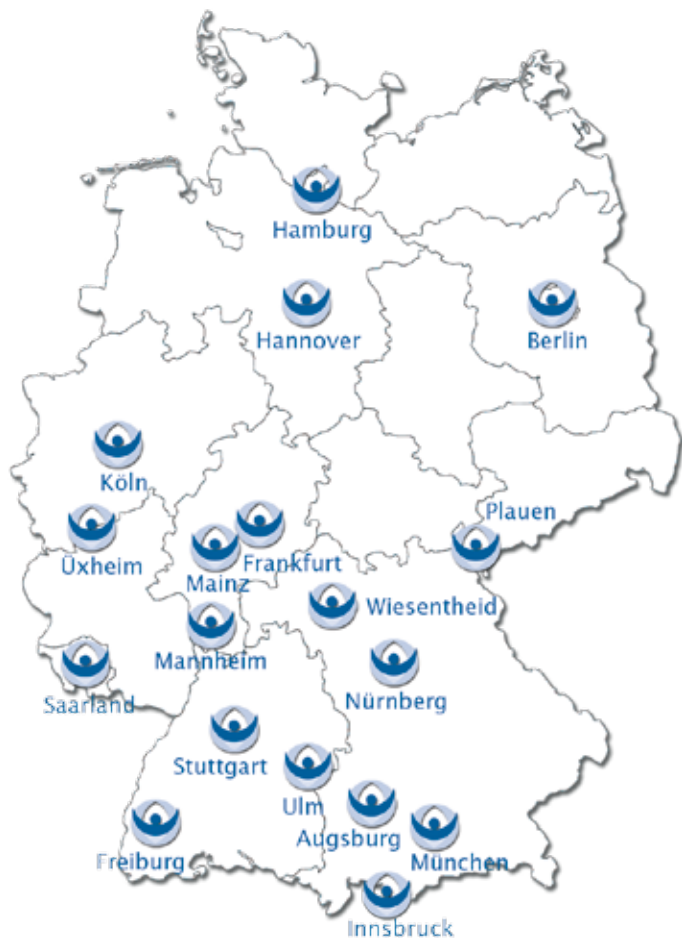 Hamburg
Hannover
Berlin
Köln
Plauen
Üxheim
Frankfurt
Mainz
Wiesentheid
Mannheim
Nürnberg
Saarland
Stuttgart
Ulm
Augsburg
Freiburg
München
Innsbruck